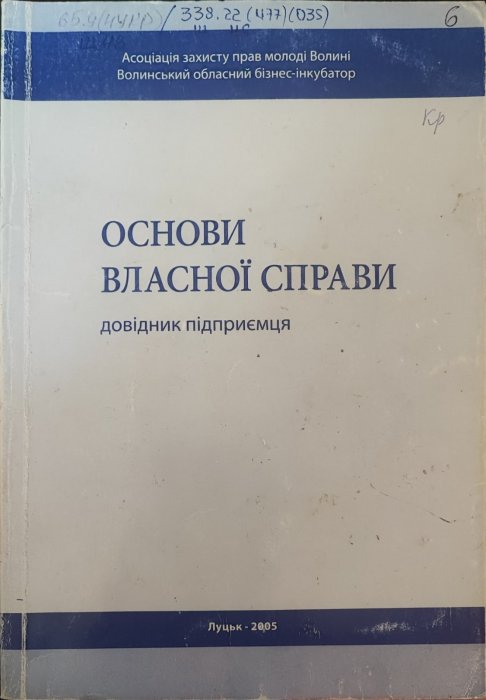 65.9(4УКР) / 338.22 (477)(035)
6
Асоціація захисту прав молоді Волині
Волинський обласний бізнес-інкубатор
Кр
ОСНОВИ
ВЛАСНОЇ СПРАВИ
довідник підприємця
Луцьк - 2005